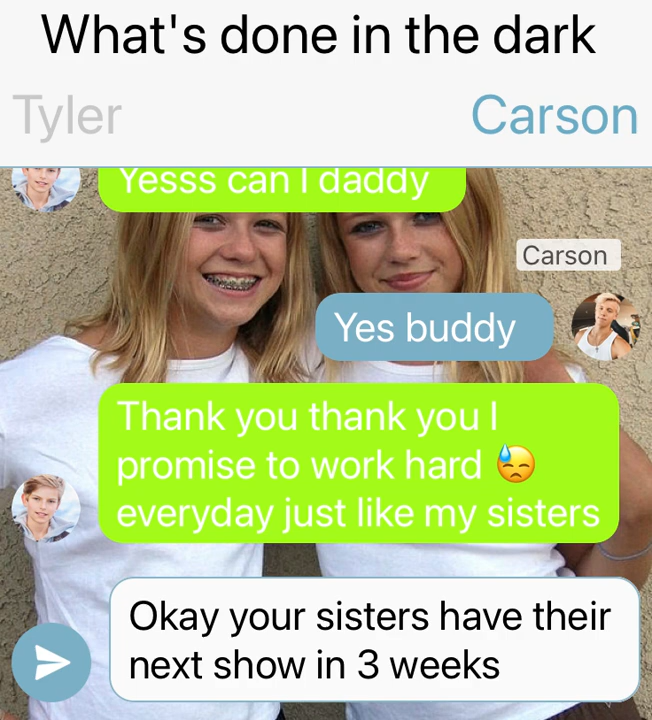 What's done in the dark
Tyler
Carson
Yesss can I daddy
Carson
Yes buddy
Thank you thank you I
promise to work hard 😓
everyday just like my sisters
Okay your sisters have their
next show in 3 weeks